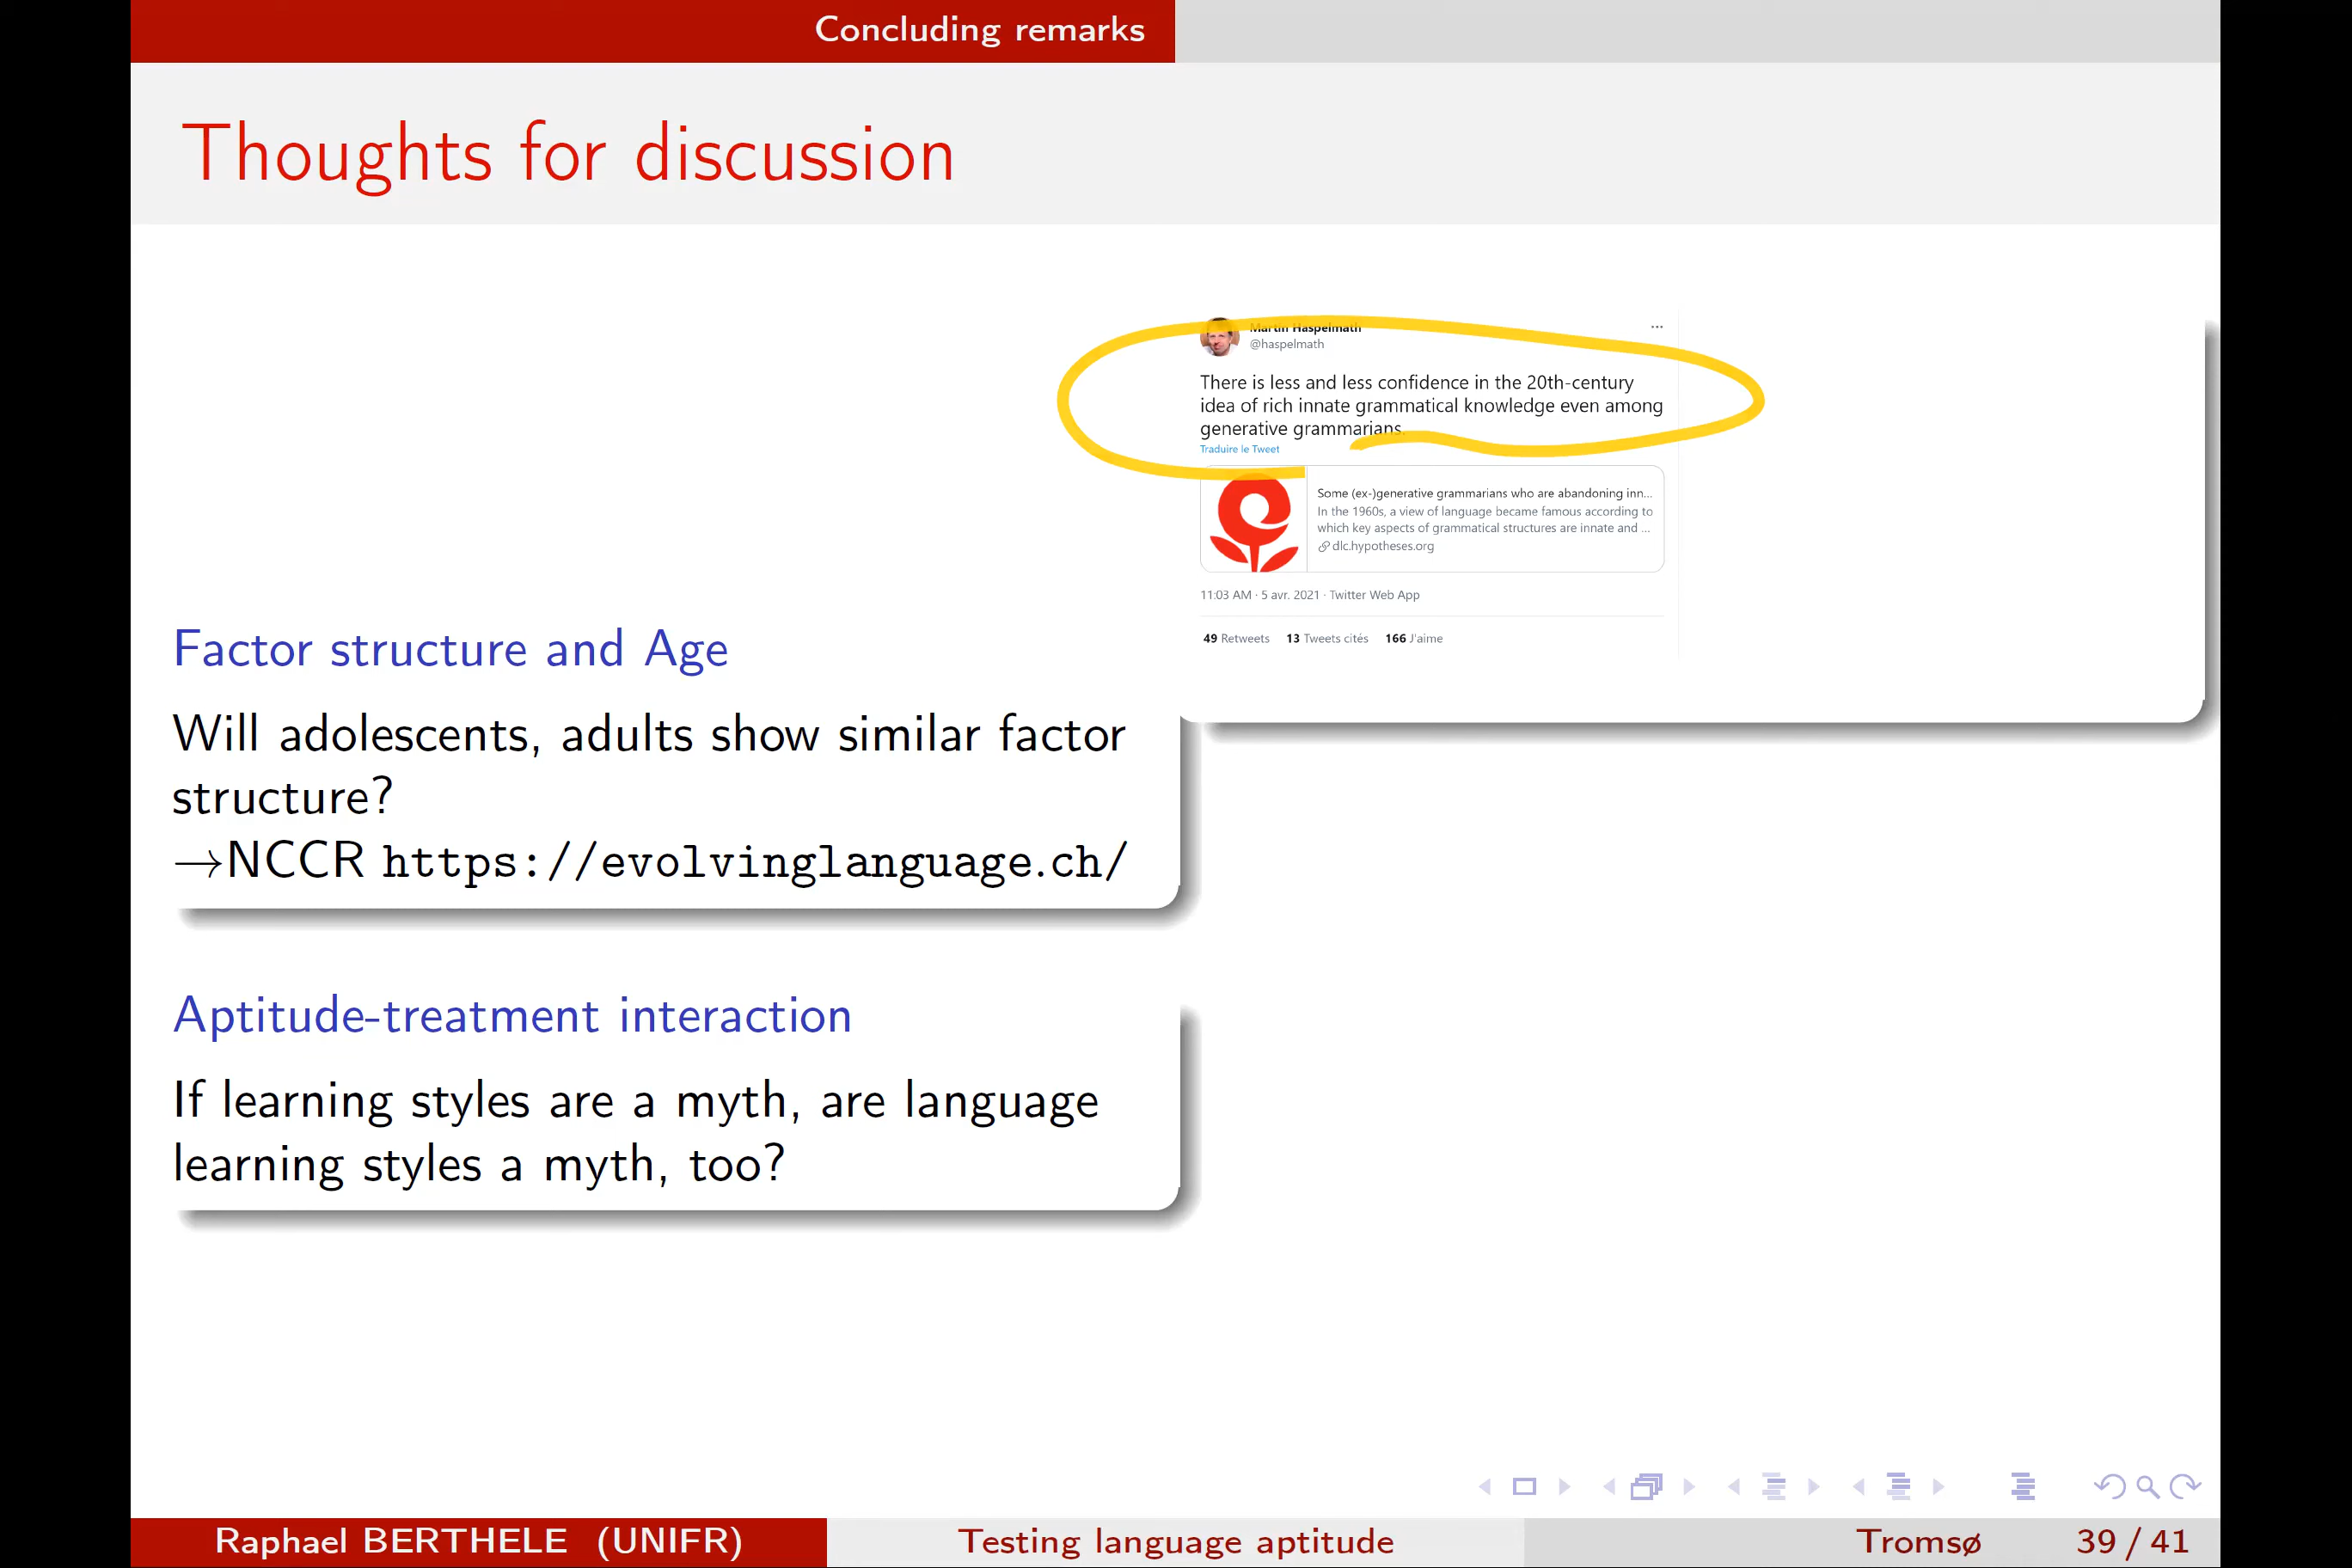 Concluding remarks
Thoughts for discussion
Factor structure and Age
Will adolescents, adults show similar factor
structure?
→NCCR https://evolvinglanguage.ch/
Aptitude-treatment interaction
If learning styles are a myth, are language
learning styles a myth, too?
Martin Haspelmath
@haspelmath
There is less and less confidence in the 20th-century
idea of rich innate grammatical knowledge even among
generative grammarians.
Traduire le Tweet
Some (ex-)generative grammarians who are abandoning inn...
In the 1960s, a view of language became famous according to
which key aspects of grammatical structures are innate and ...
dlc.hypotheses.org
11:03 AM · 5 avr. 2021 · Twitter Web App
49 Retweets 13 Tweets cités 166 J'aime
Raphael BERTHELE (UNIFR) Testing language aptitude Tromsø 39 / 41